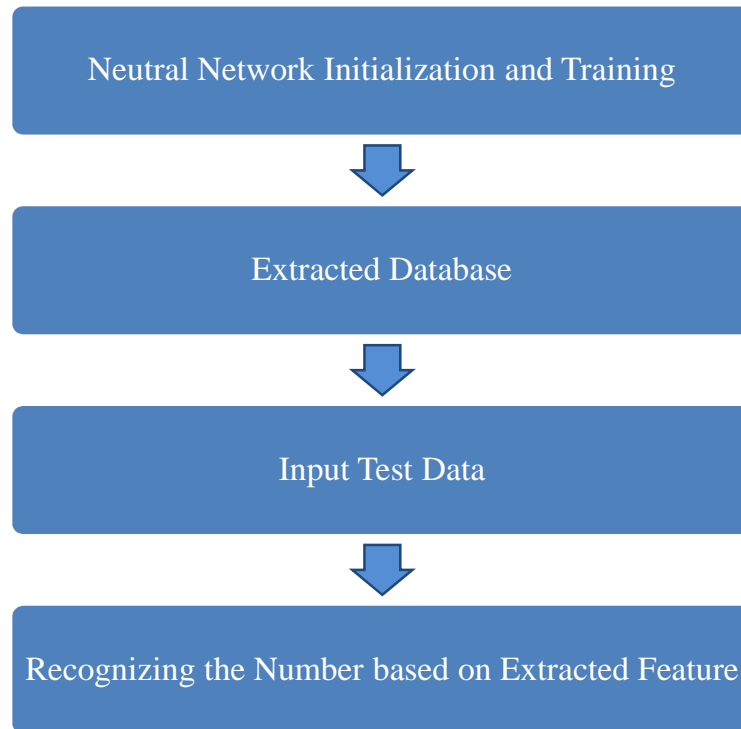 Neutral Network Initialization and Training
Extracted Database
Input Test Data
Recognizing the Number based on Extracted Feature